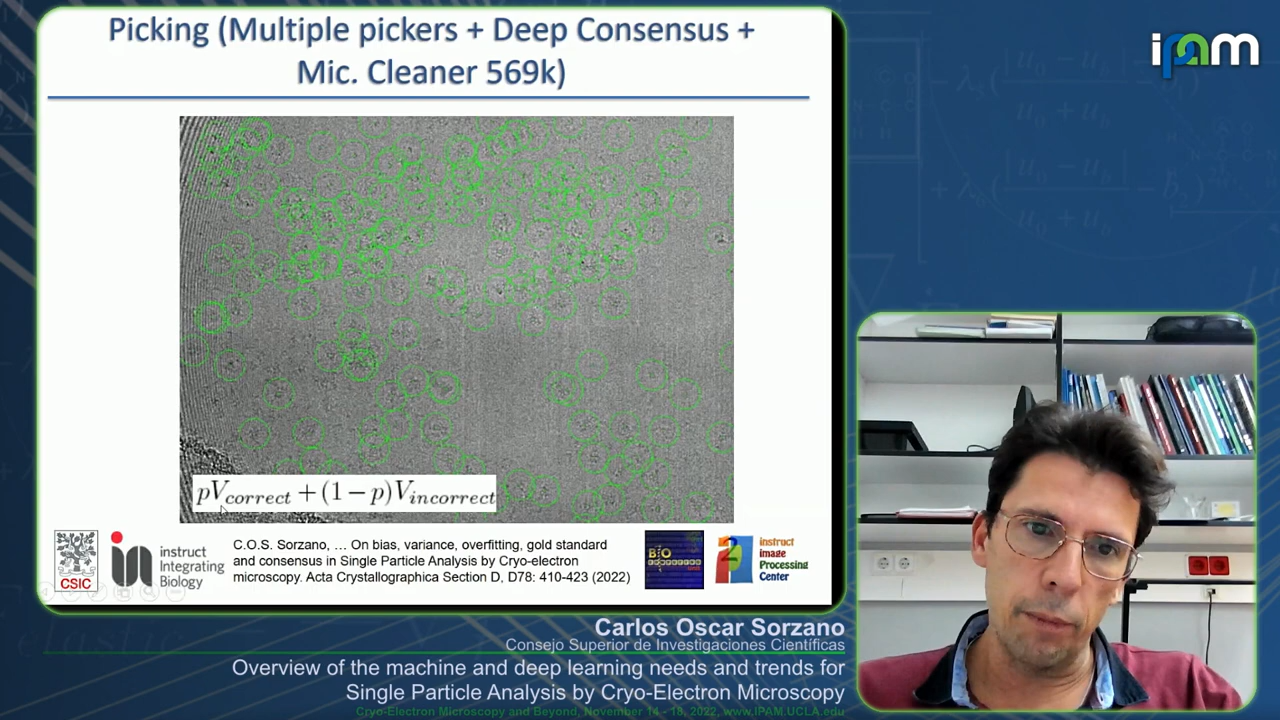 Picking (Multiple pickers + Deep Consensus +
Mic. Cleaner 569k)
ipam
pV_correct + (1 − p)V_incorrect
CSIC
instruct
Integrating
Biology
C.O.S. Sorzano, … On bias, variance, overfitting, gold standard
and consensus in Single Particle Analysis by Cryo-electron
microscopy. Acta Crystallographica Section D, D78: 410-423 (2022)
instruct
image
Processing
Center
Carlos Oscar Sorzano
Consejo Superior de Investigaciones Científicas
Overview of the machine and deep learning needs and trends for
Single Particle Analysis by Cryo-Electron Microscopy
Cryo-Electron Microscopy and Beyond, November 14 - 18, 2022, www.IPAM.UCLA.edu